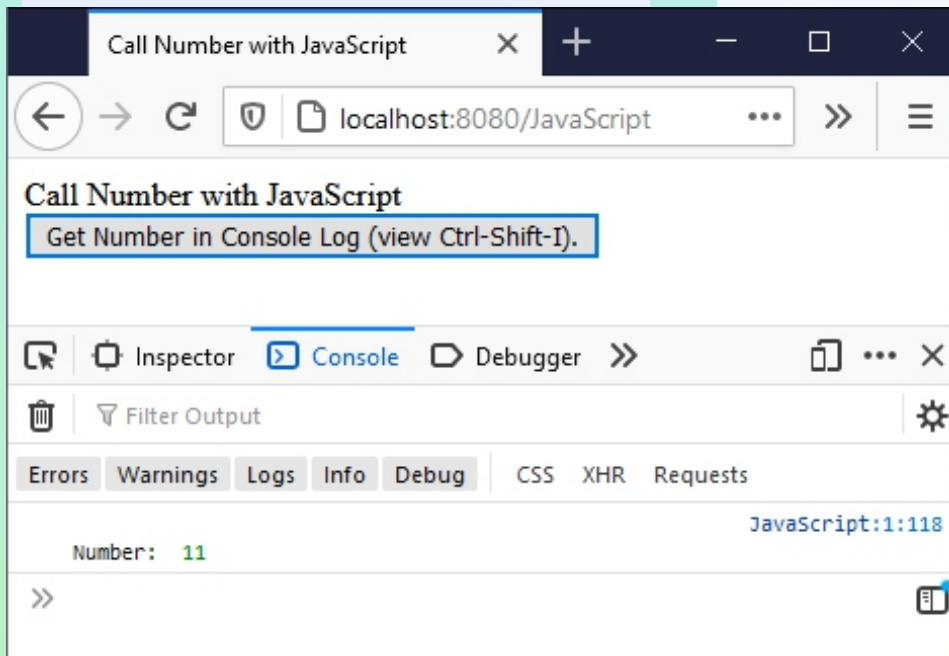 Call Number with JavaScript
localhost:8080/JavaScript
Call Number with JavaScript
Get Number in Console Log (view Ctrl-Shift-I).
Inspector Console Debugger
Filter Output
Errors Warnings Logs Info Debug CSS XHR Requests
JavaScript:1:118
Number: 11